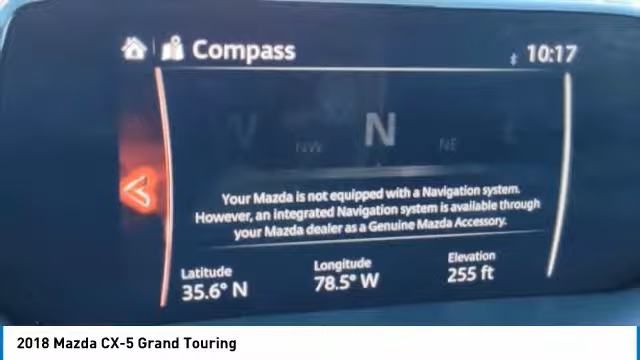 Compass
10:17
W
NW
N
NE
Your Mazda is not equipped with a Navigation system.
However, an integrated Navigation system is available through
your Mazda dealer as a Genuine Mazda Accessory.
Latitude
35.6° N
Longitude
78.5° W
Elevation
255 ft
2018 Mazda CX-5 Grand Touring